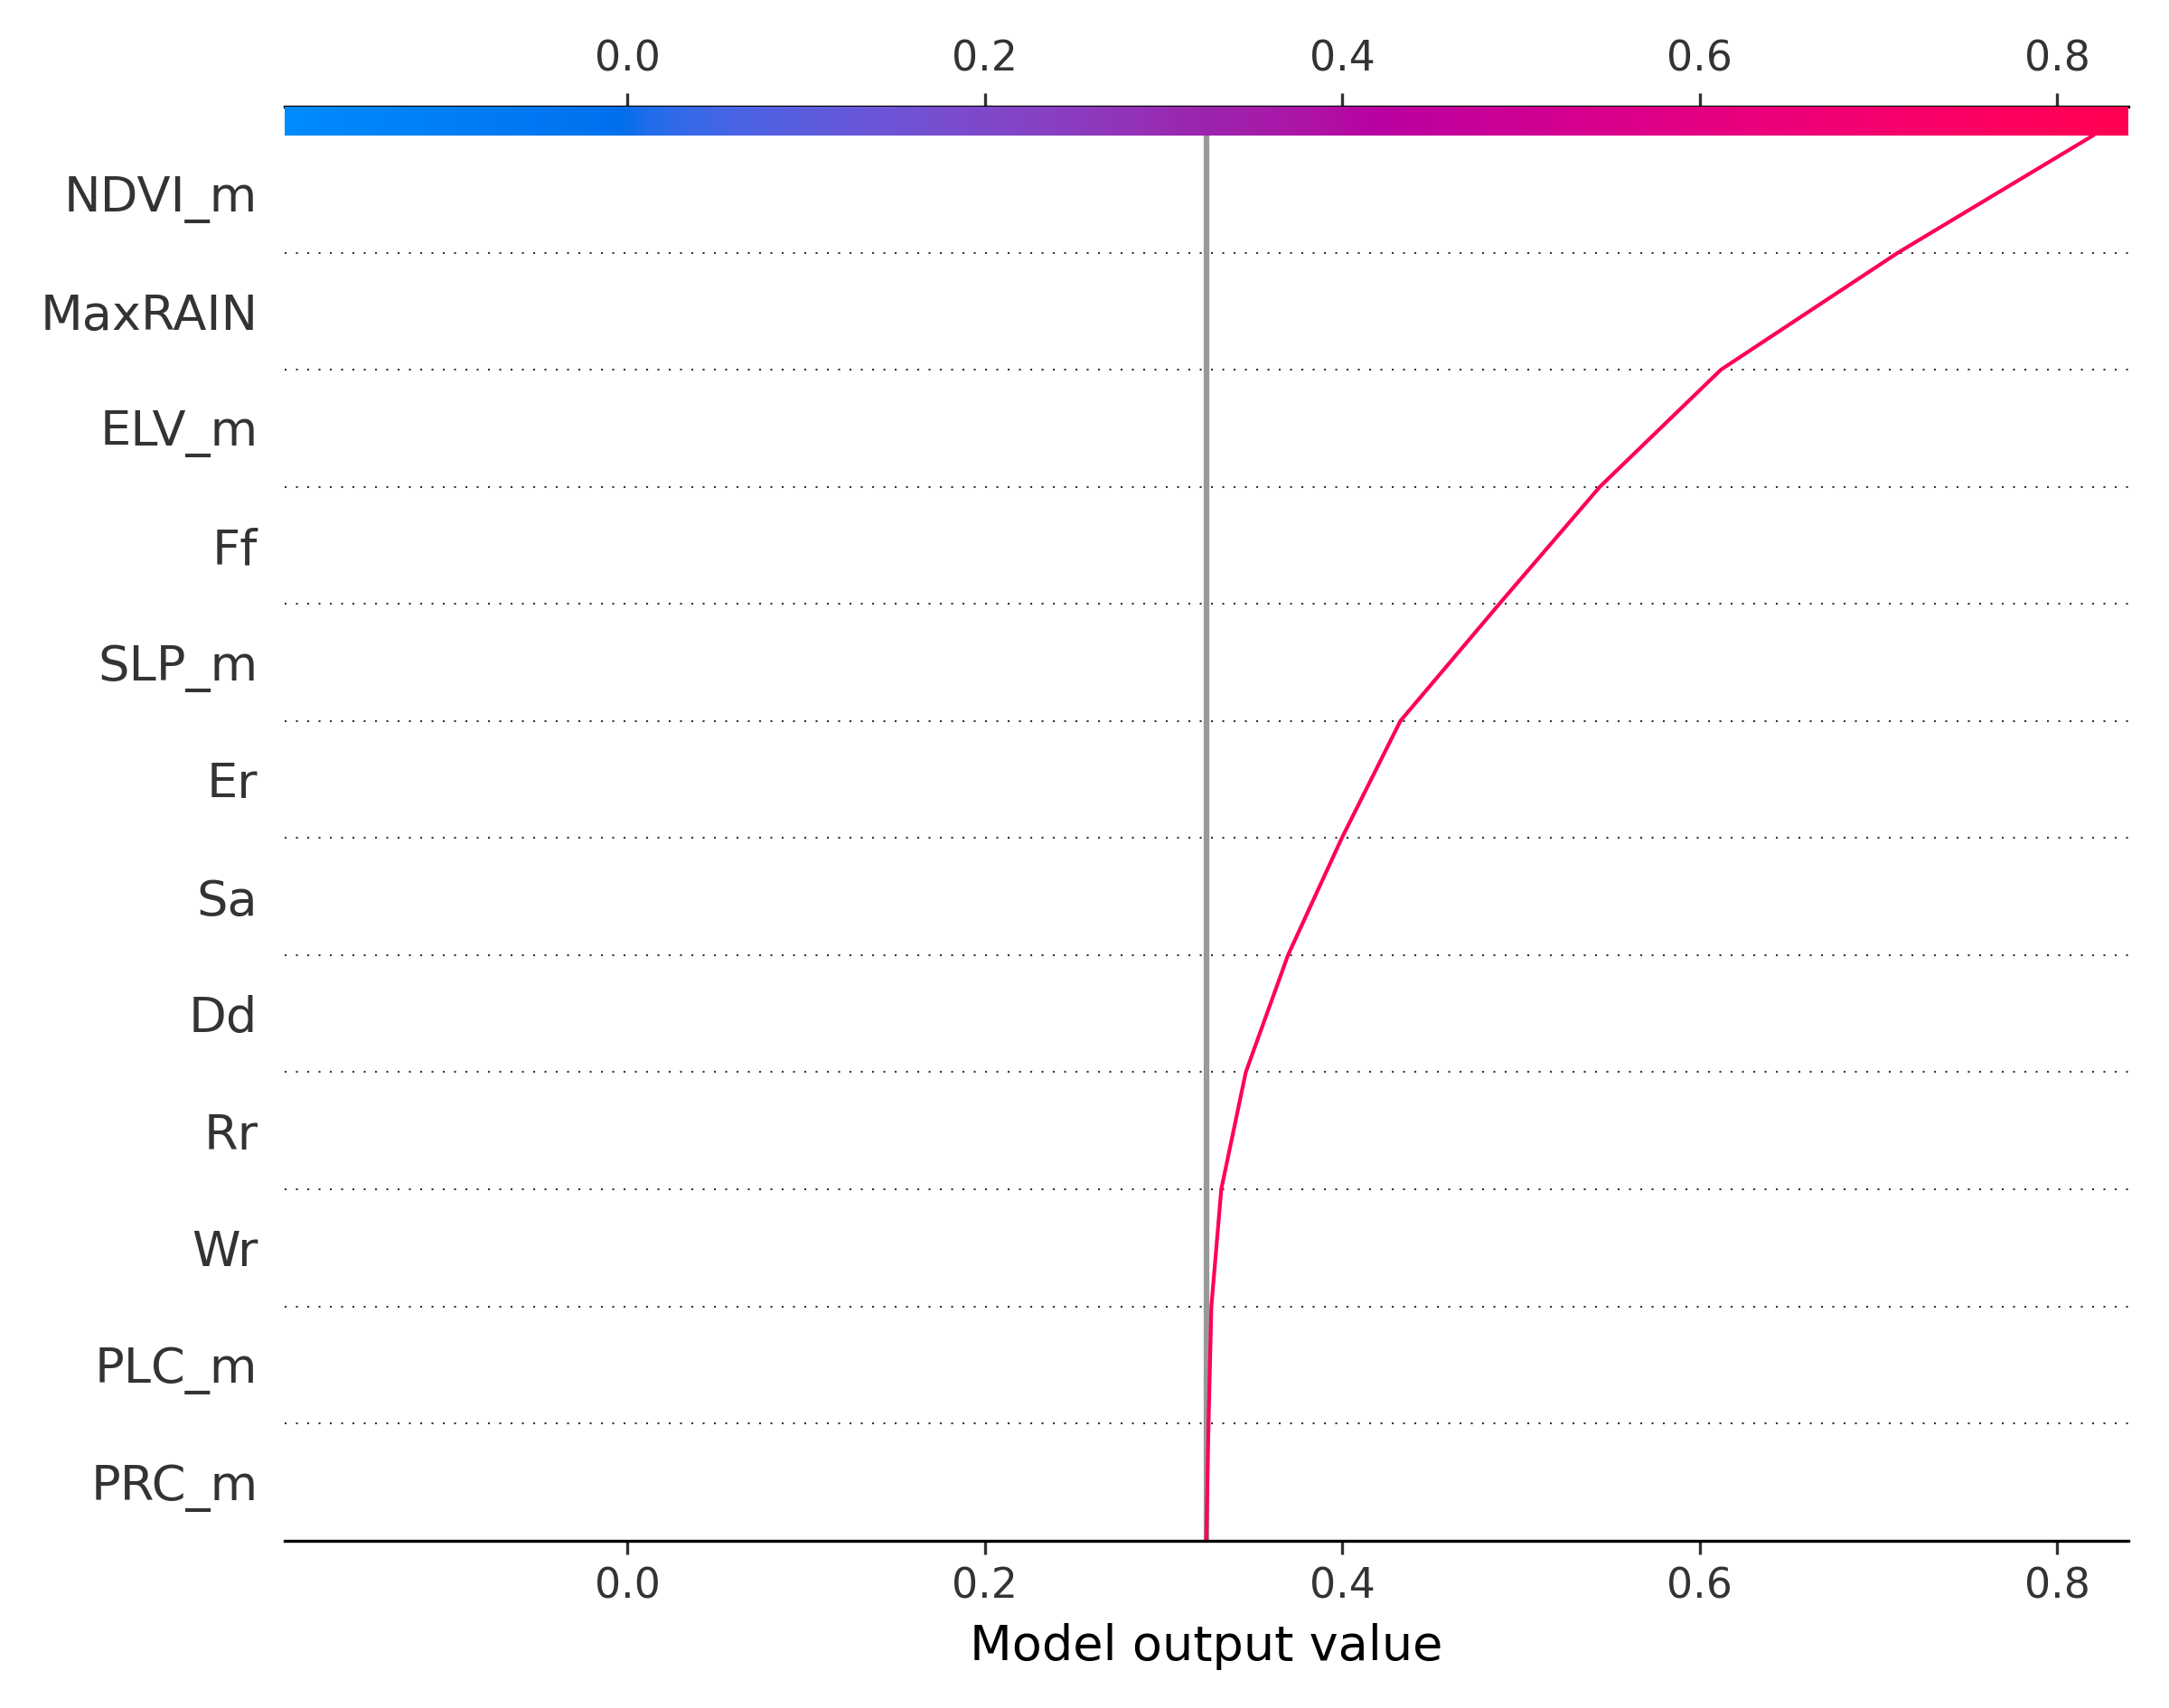 0.0 0.2 0.4 0.6 0.8
NDVI_m
MaxRAIN
ELV_m
Ff
SLP_m
Er
Sa
Dd
Rr
Wr
PLC_m
PRC_m
0.0 0.2 0.4 0.6 0.8
Model output value